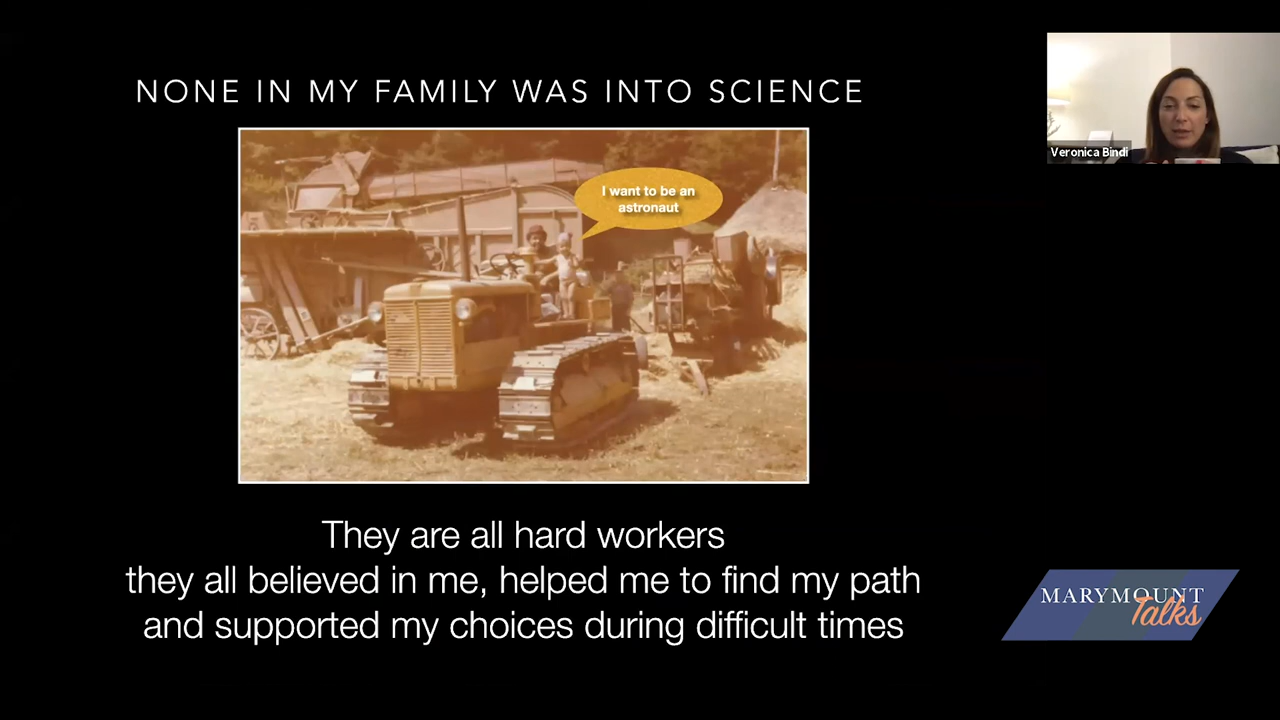 NONE IN MY FAMILY WAS INTO SCIENCE
Veronica Bindi
I want to be an
astronaut
They are all hard workers
they all believed in me, helped me to find my path
and supported my choices during difficult times
MARYMOUNT
Talks